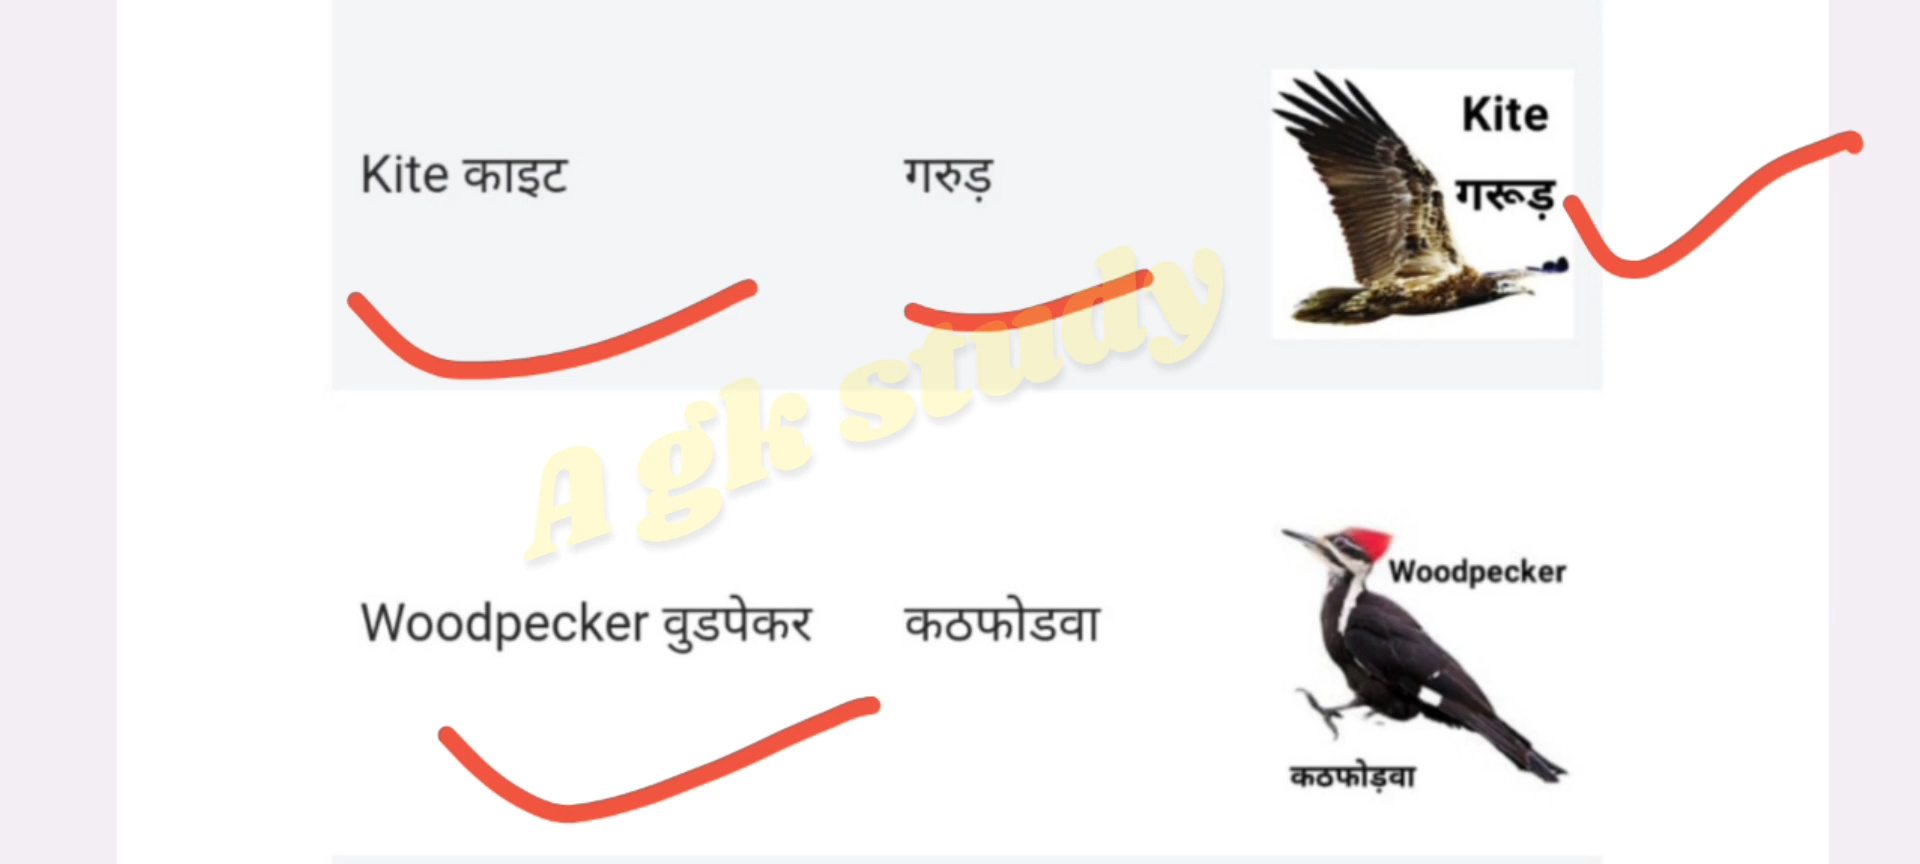 Kite काइट
गरुड़
Kite
गरूड़
A gk study
Woodpecker वुडपेकर
कठफोडवा
Woodpecker
कठफोड़वा